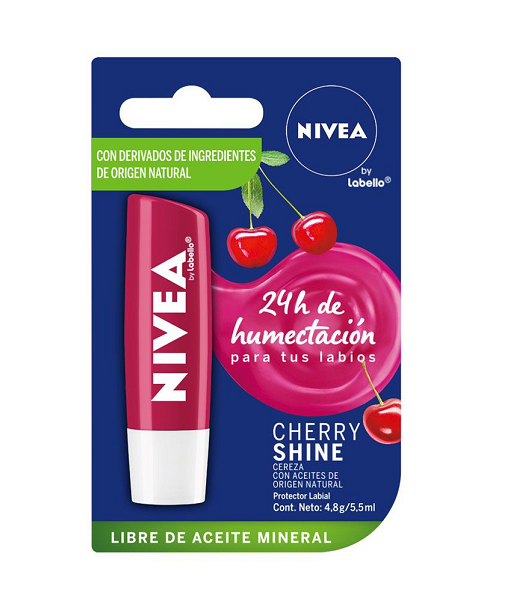 NIVEA
by
Labello®
CON DERIVADOS DE INGREDIENTES
DE ORIGEN NATURAL
NIVEA
by Labello®
24h de
humectación
para tus labios
CHERRY
SHINE
CEREZA
CON ACEITES DE
ORIGEN NATURAL
Protector Labial
Cont. Neto: 4,8g/5,5ml
LIBRE DE ACEITE MINERAL